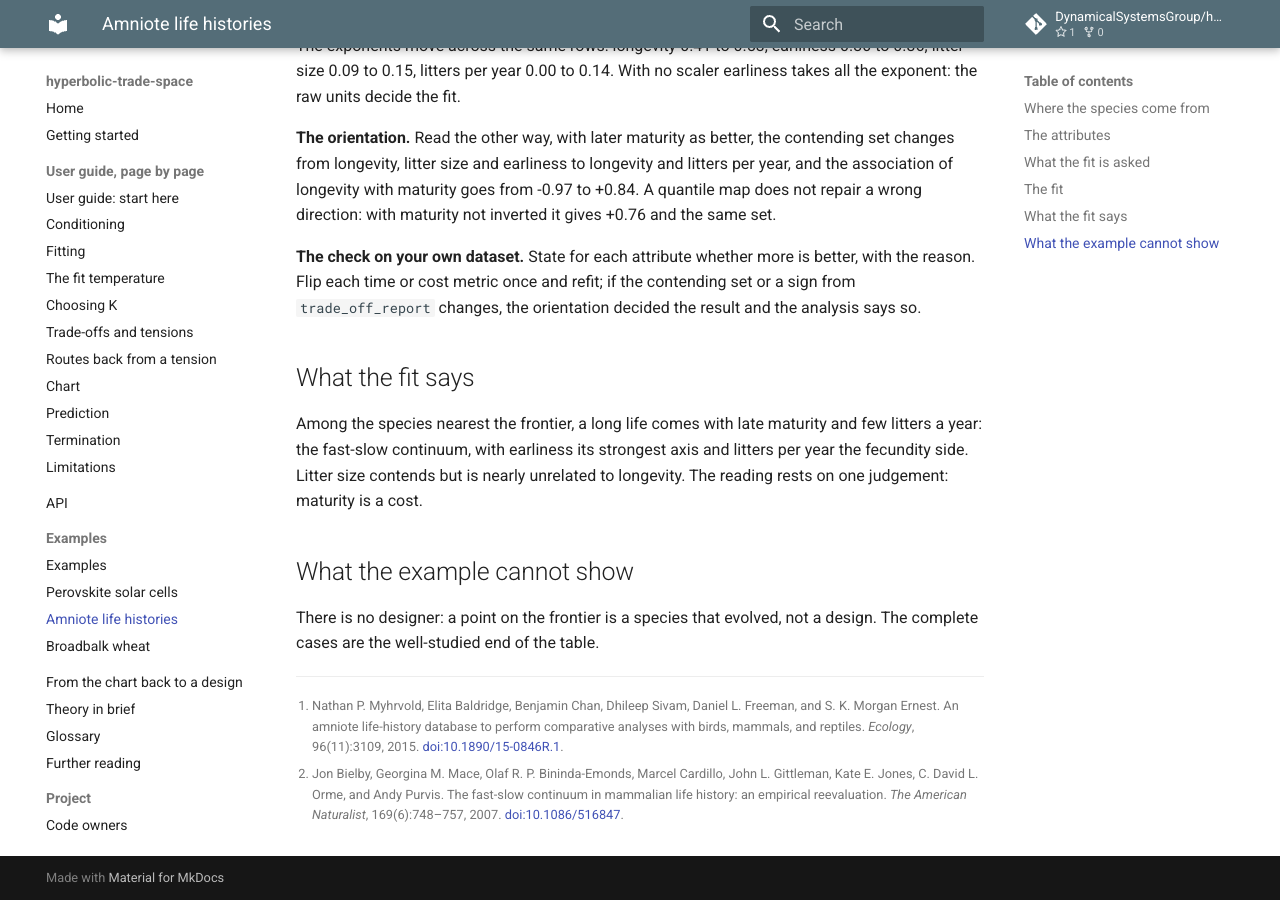 Amniote life histories
Search
DynamicalSystemsGroup/h…
1 0
hyperbolic-trade-space
Home
Getting started
User guide, page by page
User guide: start here
Conditioning
Fitting
The fit temperature
Choosing K
Trade-offs and tensions
Routes back from a tension
Chart
Prediction
Termination
Limitations
API
Examples
Examples
Perovskite solar cells
Amniote life histories
Broadbalk wheat
From the chart back to a design
Theory in brief
Glossary
Further reading
Project
Code owners
size 0.09 to 0.15, litters per year 0.00 to 0.14. With no scaler earliness takes all the exponent: the
raw units decide the fit.
The orientation. Read the other way, with later maturity as better, the contending set changes
from longevity, litter size and earliness to longevity and litters per year, and the association of
longevity with maturity goes from -0.97 to +0.84. A quantile map does not repair a wrong
direction: with maturity not inverted it gives +0.76 and the same set.
The check on your own dataset. State for each attribute whether more is better, with the reason.
Flip each time or cost metric once and refit; if the contending set or a sign from
trade_off_report changes, the orientation decided the result and the analysis says so.
What the fit says
Among the species nearest the frontier, a long life comes with late maturity and few litters a year:
the fast-slow continuum, with earliness its strongest axis and litters per year the fecundity side.
Litter size contends but is nearly unrelated to longevity. The reading rests on one judgement:
maturity is a cost.
What the example cannot show
There is no designer: a point on the frontier is a species that evolved, not a design. The complete
cases are the well-studied end of the table.
1. Nathan P. Myhrvold, Elita Baldridge, Benjamin Chan, Dhileep Sivam, Daniel L. Freeman, and S. K. Morgan Ernest. An
amniote life-history database to perform comparative analyses with birds, mammals, and reptiles. Ecology,
96(11):3109, 2015. doi:10.1890/15-0846R.1.
2. Jon Bielby, Georgina M. Mace, Olaf R. P. Bininda-Emonds, Marcel Cardillo, John L. Gittleman, Kate E. Jones, C. David L.
Orme, and Andy Purvis. The fast-slow continuum in mammalian life history: an empirical reevaluation. The American
Naturalist, 169(6):748–757, 2007. doi:10.1086/516847.
Table of contents
Where the species come from
The attributes
What the fit is asked
The fit
What the fit says
What the example cannot show
Made with Material for MkDocs